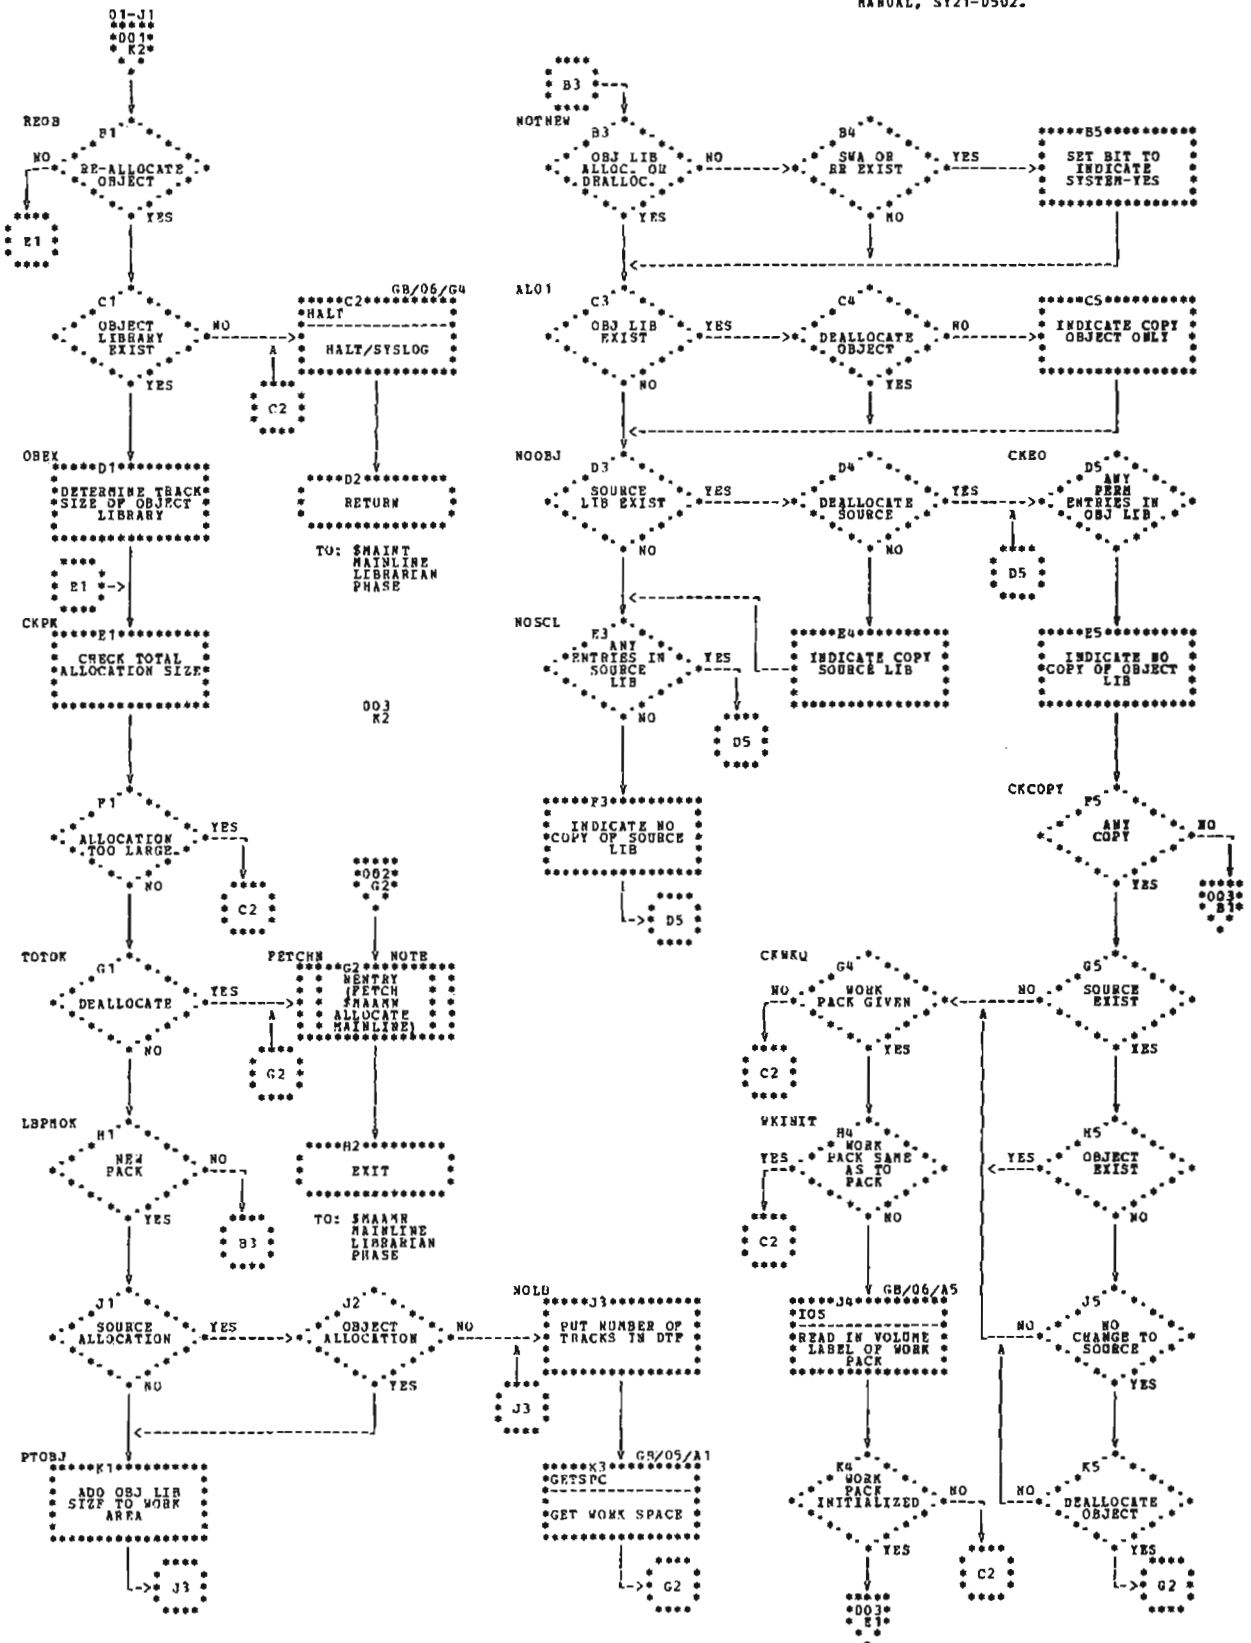 MANUAL, SY21-0502.
01-J1
*001*
K2
REOB
B1
RE-ALLOCATE
OBJECT
NO
YES
E1
C1
OBJECT
LIBRARY
EXIST
NO
YES
GB/06/G4
C2
HALT
HALT/SYSLOG
A
C2
OBEX
D1
DETERMINE TRACK
SIZE OF OBJECT
LIBRARY
D2
RETURN
TO: $MAINT
MAINLINE
LIBRARIAN
PHASE
E1
CKPK
E1
CHECK TOTAL
ALLOCATION SIZE
003
K2
F1
ALLOCATION
TOO LARGE
YES
NO
C2
*002*
G2
TOTOK
G1
DEALLOCATE
YES
NO
A
G2
FETCHN
NOTE
G2
NENTRY
(FETCH
$MAAMN
ALLOCATE
MAINLINE)
LBPMOK
H1
NEW
PACK
NO
YES
B3
H2
EXIT
TO: $MAAMN
MAINLINE
LIBRARIAN
PHASE
J1
SOURCE
ALLOCATION
YES
NO
J2
OBJECT
ALLOCATION
NO
YES
A
J3
NOLB
J3
PUT NUMBER OF
TRACKS IN DTF
PTOBJ
K1
ADD OBJ LIB
SIZE TO WORK
AREA
J3
GB/05/A1
K3
GETSPC
GET WORK SPACE
G2
B3
NOTNEW
B3
OBJ LIB
ALLOC. OR
DRALLOC.
NO
YES
B4
SWA OR
RR EXIST
YES
NO
B5
SET BIT TO
INDICATE
SYSTEM-YES
ALO1
C3
OBJ LIB
EXIST
YES
NO
C4
DEALLOCATE
OBJECT
NO
YES
C5
INDICATE COPY
OBJECT ONLY
NOOBJ
D3
SOURCE
LIB EXIST
YES
NO
D4
DEALLOCATE
SOURCE
YES
NO
A
D5
CKEO
D5
ANY
PERM
ENTRIES IN
OBJ LIB
NOSCL
E3
ANY
ENTRIES IN
SOURCE
LIB
YES
NO
D5
E4
INDICATE COPY
SOURCE LIB
E5
INDICATE NO
COPY OF OBJECT
LIB
F3
INDICATE NO
COPY OF SOURCE
LIB
D5
CKCOPY
F5
ANY
COPY
NO
YES
*003*
B1
CKWKQ
G4
WORK
PACK GIVEN
NO
YES
C2
G5
SOURCE
EXIST
NO
YES
A
WKINIT
H4
WORK
PACK SAME
AS TO
PACK
YES
NO
C2
H5
OBJECT
EXIST
YES
NO
GB/06/A5
J4
IOS
READ IN VOLUME
LABEL OF WORK
PACK
J5
NO
CHANGE TO
SOURCE
NO
YES
A
K4
WORK
PACK
INITIALIZED
NO
YES
C2
K5
DEALLOCATE
OBJECT
NO
YES
G2
*003*
E1